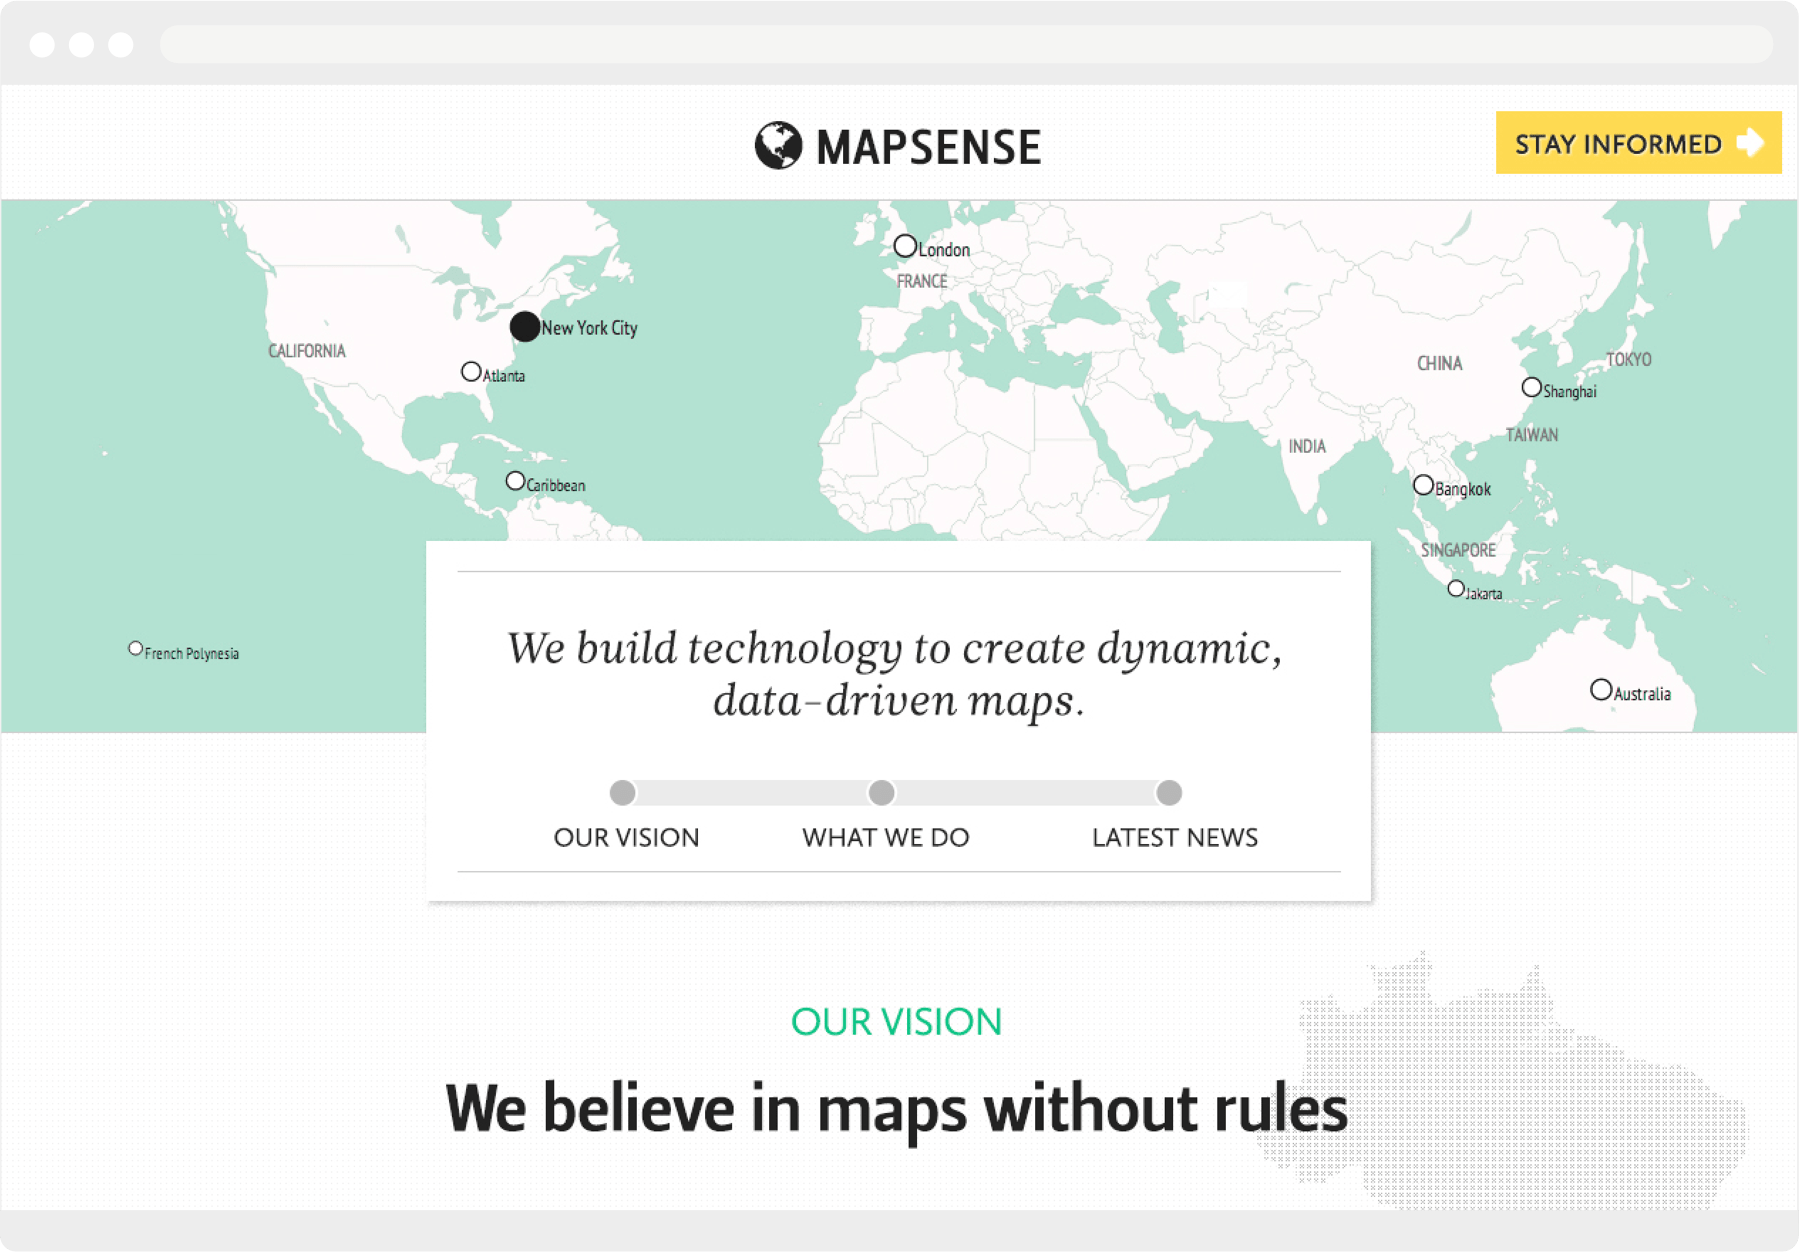 MAPSENSE
STAY INFORMED
London
FRANCE
New York City
CALIFORNIA
Atlanta
CHINA
TOKYO
Shanghai
TAIWAN
INDIA
Caribbean
Bangkok
SINGAPORE
Jakarta
French Polynesia
Australia
We build technology to create dynamic,
data-driven maps.
OUR VISION
WHAT WE DO
LATEST NEWS
OUR VISION
We believe in maps without rules